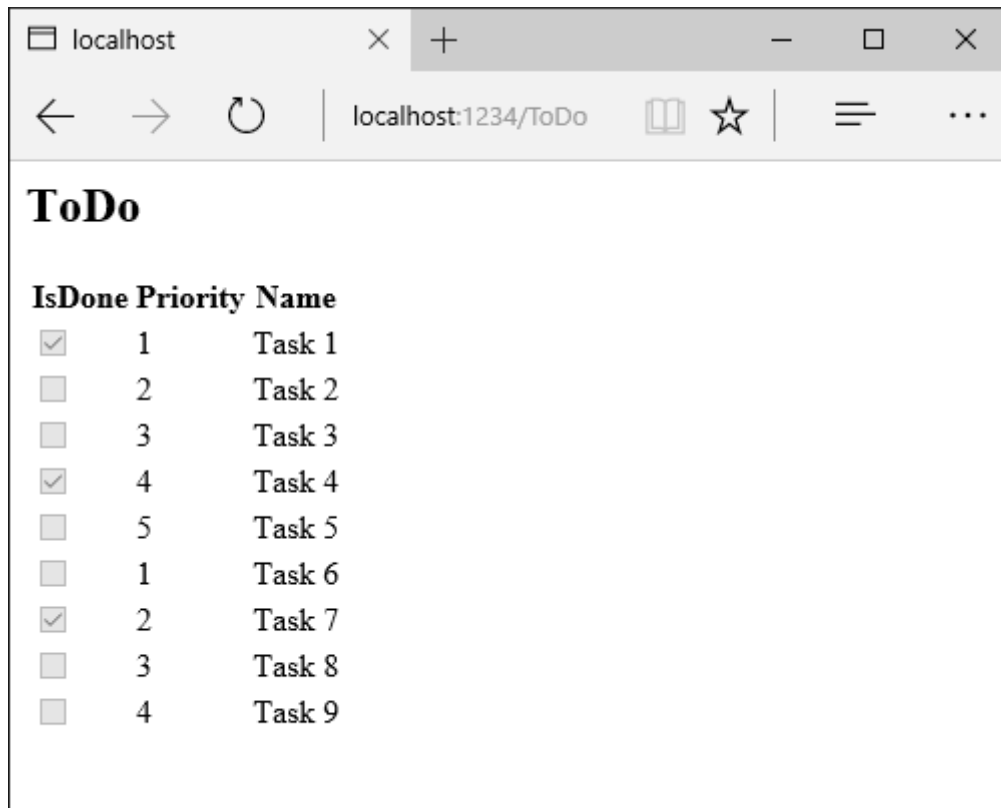 localhost
localhost:1234/ToDo
ToDo
IsDone Priority Name
1 Task 1
2 Task 2
3 Task 3
4 Task 4
5 Task 5
1 Task 6
2 Task 7
3 Task 8
4 Task 9